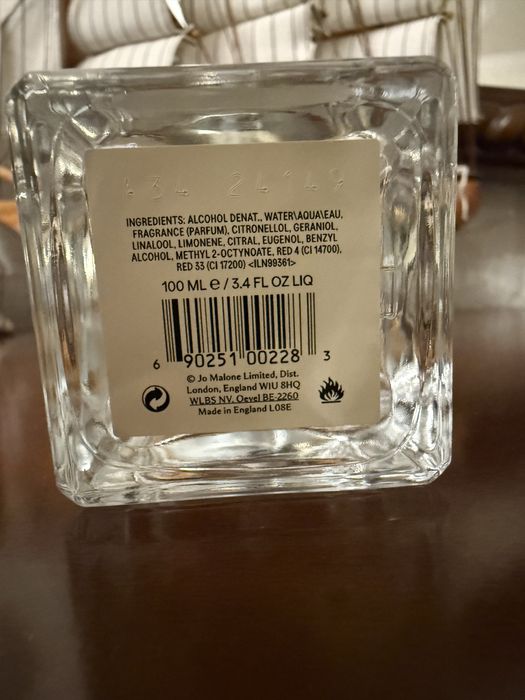 INGREDIENTS: ALCOHOL DENAT., WATER\AQUA\EAU,
FRAGRANCE (PARFUM), CITRONELLOL, GERANIOL,
LINALOOL, LIMONENE, CITRAL, EUGENOL, BENZYL
ALCOHOL, METHYL 2-OCTYNOATE, RED 4 (CI 14700),
RED 33 (CI 17200) <ILN99361>
100 ML ℮ / 3.4 FL OZ LIQ
6 90251 00228 3
© Jo Malone Limited, Dist.
London, England W1U 8HQ
WLBS NV. Oevel BE-2260
Made in England L08E